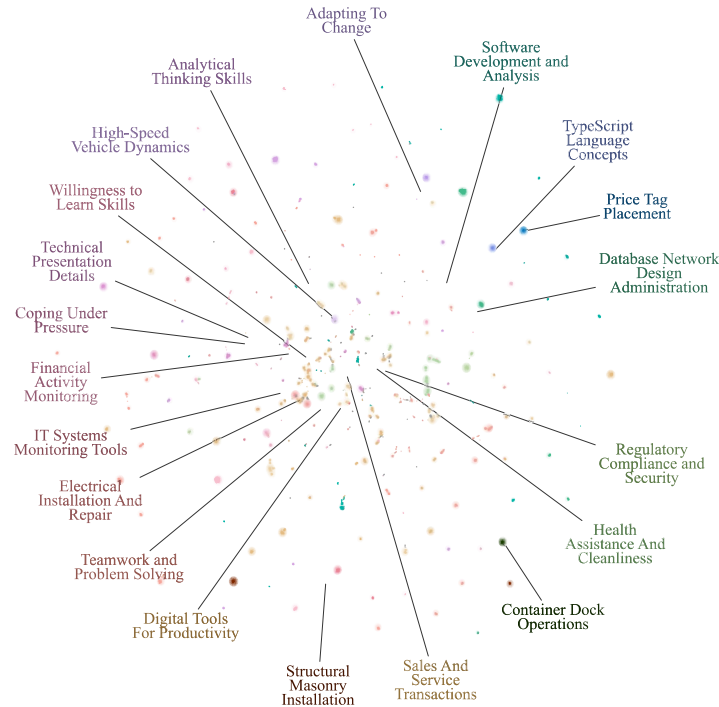 Adapting To
Change
Software
Development and
Analysis
Analytical
Thinking Skills
TypeScript
Language
Concepts
High-Speed
Vehicle Dynamics
Price Tag
Placement
Willingness to
Learn Skills
Technical
Presentation
Details
Database Network
Design
Administration
Coping Under
Pressure
Financial
Activity
Monitoring
IT Systems
Monitoring Tools
Regulatory
Compliance and
Security
Electrical
Installation And
Repair
Health
Assistance And
Cleanliness
Teamwork and
Problem Solving
Container Dock
Operations
Digital Tools
For Productivity
Structural
Masonry
Installation
Sales And
Service
Transactions